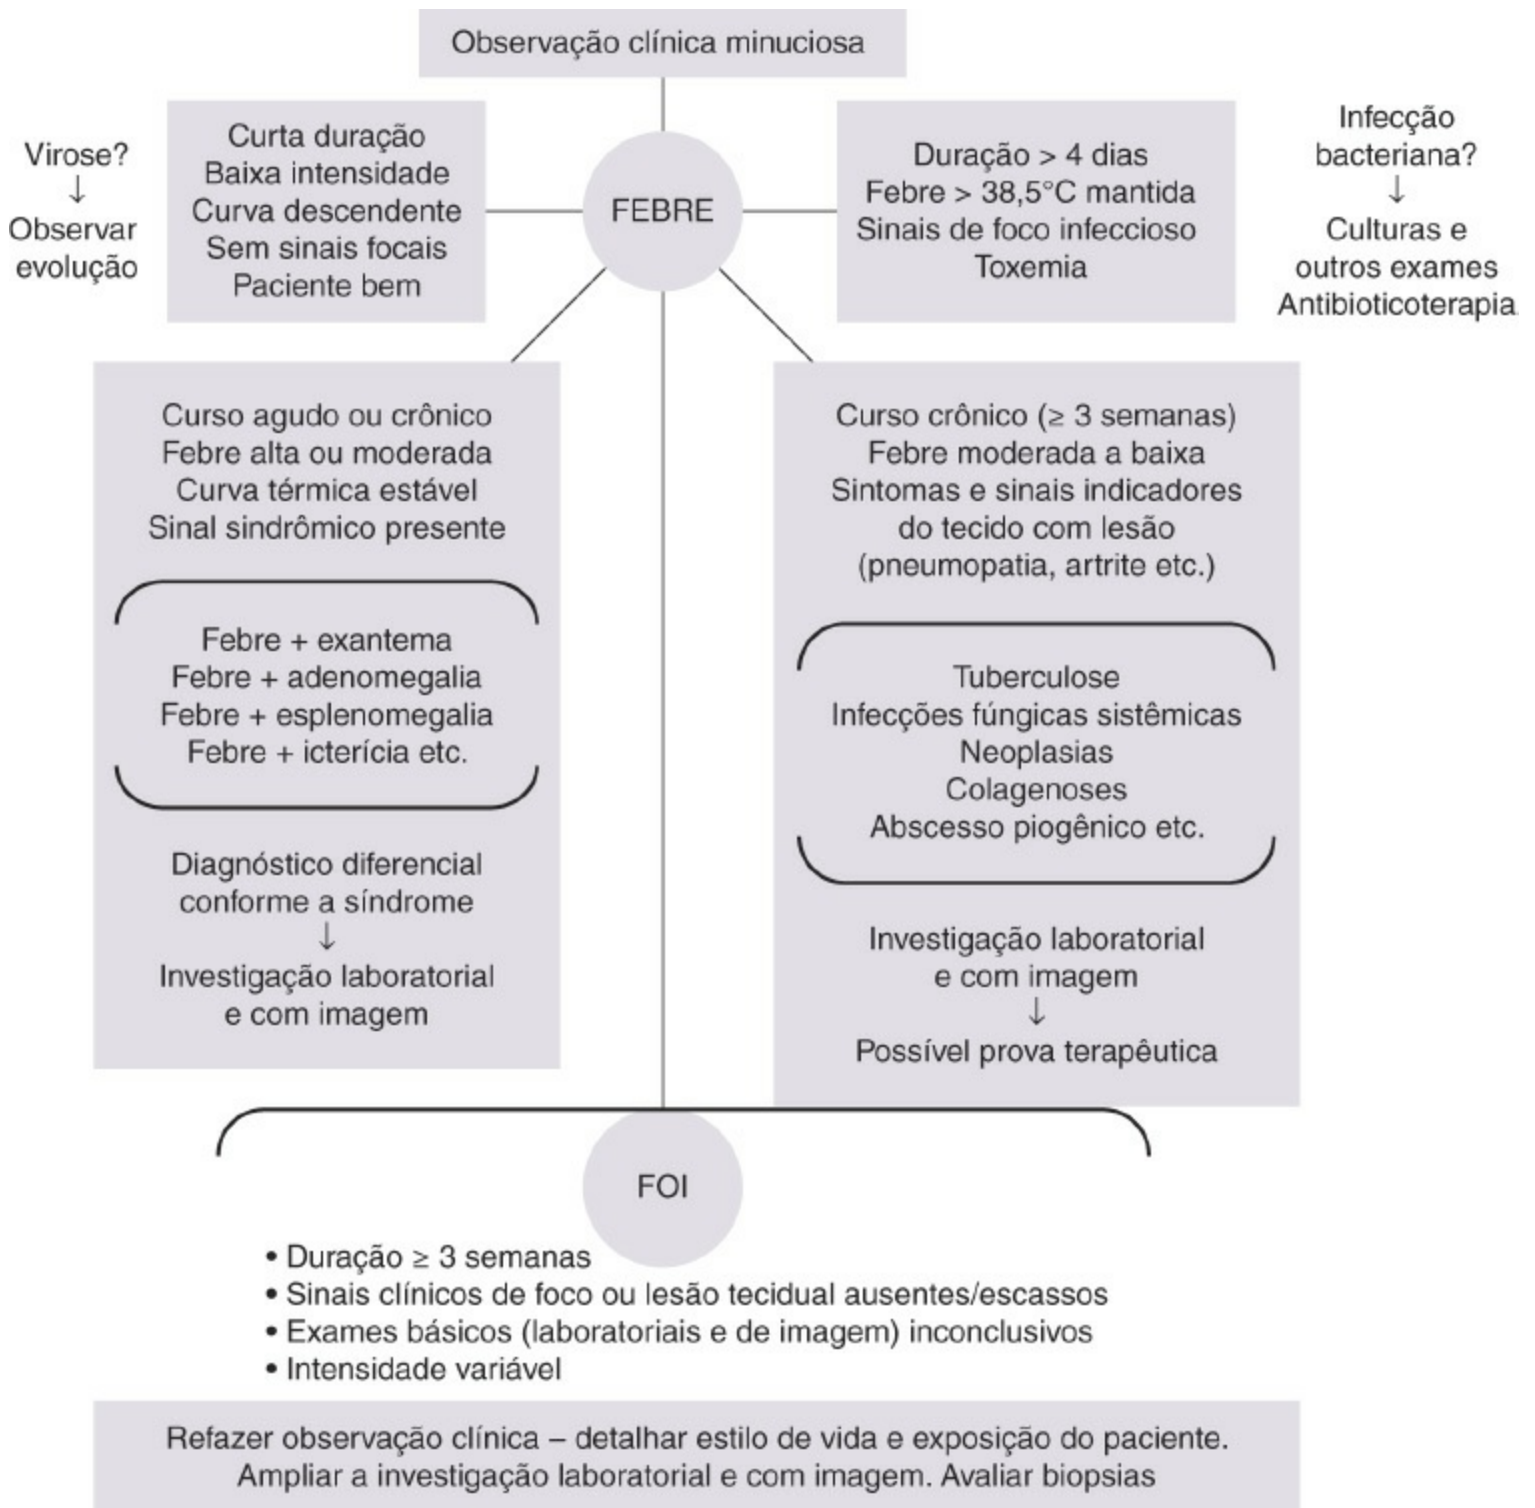 Observação clínica minuciosa
Virose?
↓
Observar
evolução
Curta duração
Baixa intensidade
Curva descendente
Sem sinais focais
Paciente bem
FEBRE
Duração > 4 dias
Febre > 38,5°C mantida
Sinais de foco infeccioso
Toxemia
Infecção
bacteriana?
↓
Culturas e
outros exames
Antibioticoterapia
Curso agudo ou crônico
Febre alta ou moderada
Curva térmica estável
Sinal sindrômico presente
Febre + exantema
Febre + adenomegalia
Febre + esplenomegalia
Febre + icterícia etc.
Diagnóstico diferencial
conforme a síndrome
↓
Investigação laboratorial
e com imagem
Curso crônico (≥ 3 semanas)
Febre moderada a baixa
Sintomas e sinais indicadores
do tecido com lesão
(pneumopatia, artrite etc.)
Tuberculose
Infecções fúngicas sistêmicas
Neoplasias
Colagenoses
Abscesso piogênico etc.
Investigação laboratorial
e com imagem
↓
Possível prova terapêutica
FOI
• Duração ≥ 3 semanas
• Sinais clínicos de foco ou lesão tecidual ausentes/escassos
• Exames básicos (laboratoriais e de imagem) inconclusivos
• Intensidade variável
Refazer observação clínica – detalhar estilo de vida e exposição do paciente.
Ampliar a investigação laboratorial e com imagem. Avaliar biopsias